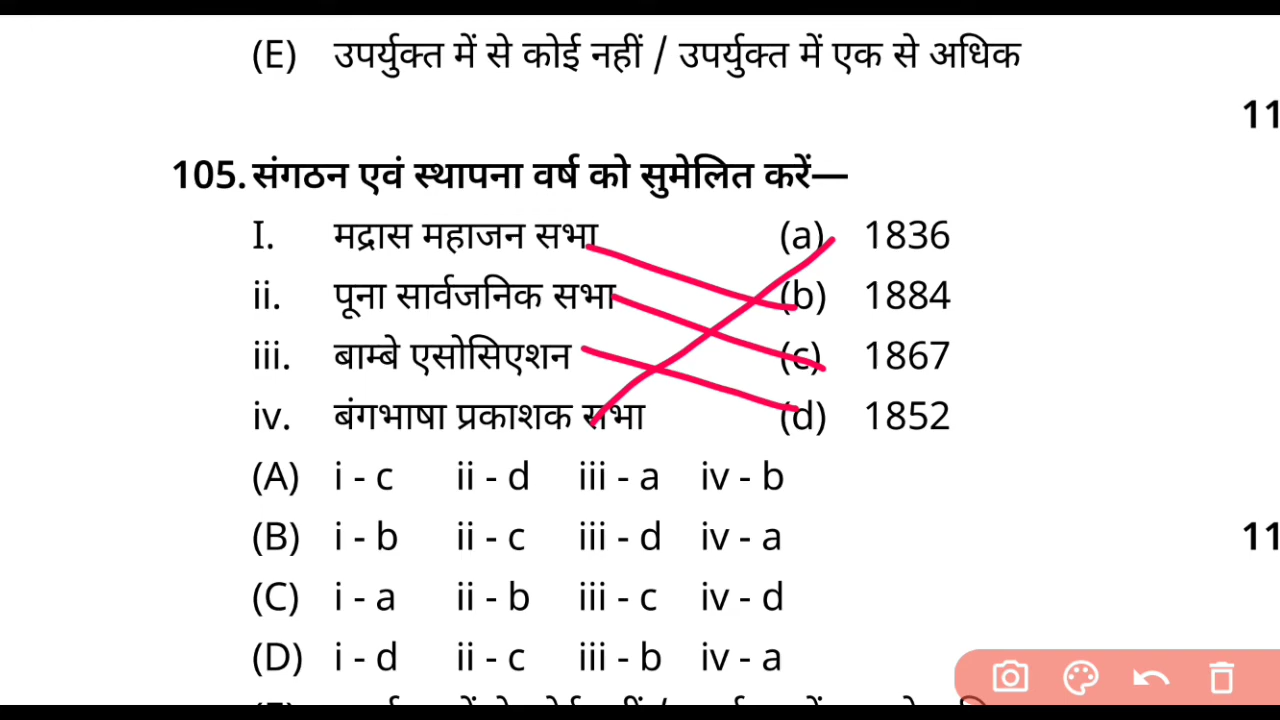 (E) उपर्युक्त में से कोई नहीं / उपर्युक्त में एक से अधिक
11
105. संगठन एवं स्थापना वर्ष को सुमेलित करें—
I. मद्रास महाजन सभा (a) 1836
ii. पूना सार्वजनिक सभा (b) 1884
iii. बाम्बे एसोसिएशन (c) 1867
iv. बंगभाषा प्रकाशक सभा (d) 1852
(A) i - c ii - d iii - a iv - b
(B) i - b ii - c iii - d iv - a
11
(C) i - a ii - b iii - c iv - d
(D) i - d ii - c iii - b iv - a